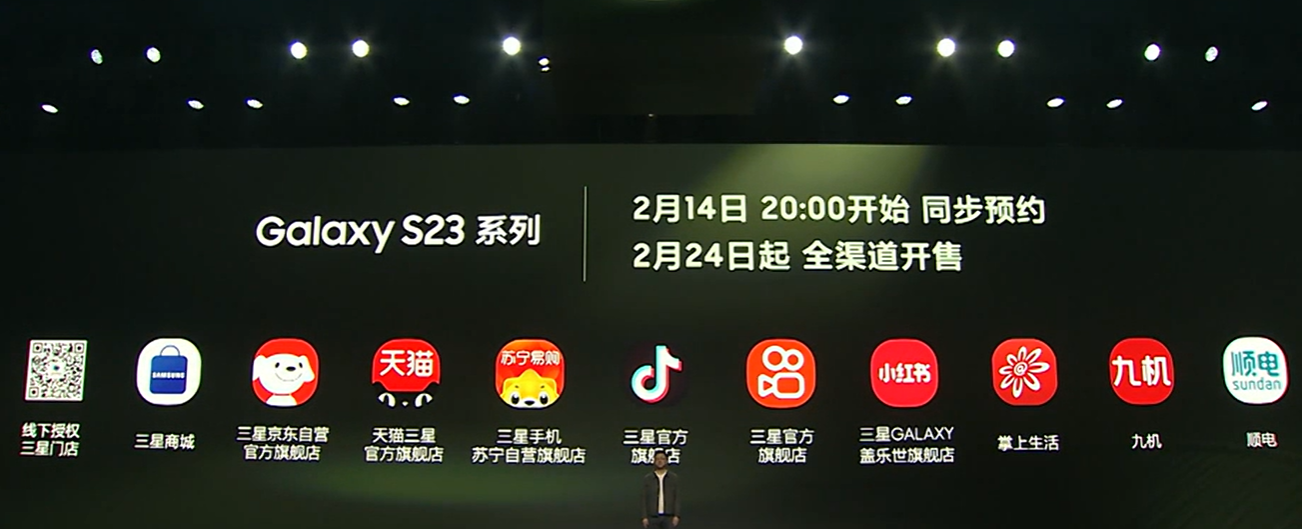 Galaxy S23 系列
2月14日 20:00开始 同步预约
2月24日起 全渠道开售
SAMSUNG
天猫
苏宁易购
小红书
九机
顺电
sundan
线下授权
三星门店
三星商城
三星京东自营
官方旗舰店
天猫三星
官方旗舰店
三星手机
苏宁自营旗舰店
三星官方
旗舰店
三星官方
旗舰店
三星GALAXY
盖乐世旗舰店
掌上生活
九机
顺电